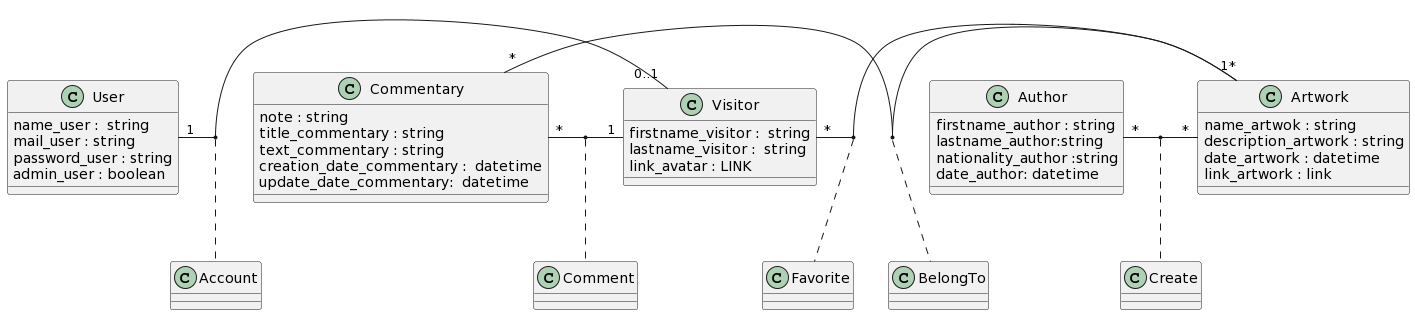 C User
name_user :  string
mail_user : string
password_user : string
admin_user : boolean
1
*
C Commentary
note : string
title_commentary : string
text_commentary : string
creation_date_commentary :  datetime
update_date_commentary:  datetime
*
1
0..1
C Visitor
firstname_visitor :  string
lastname_visitor :  string
link_avatar : LINK
*
C Author
firstname_author : string
lastname_author:string
nationality_author :string
date_author: datetime
*
*
1*
C Artwork
name_artwok : string
description_artwork : string
date_artwork : datetime
link_artwork : link
C Account
C Comment
C Favorite
C BelongTo
C Create